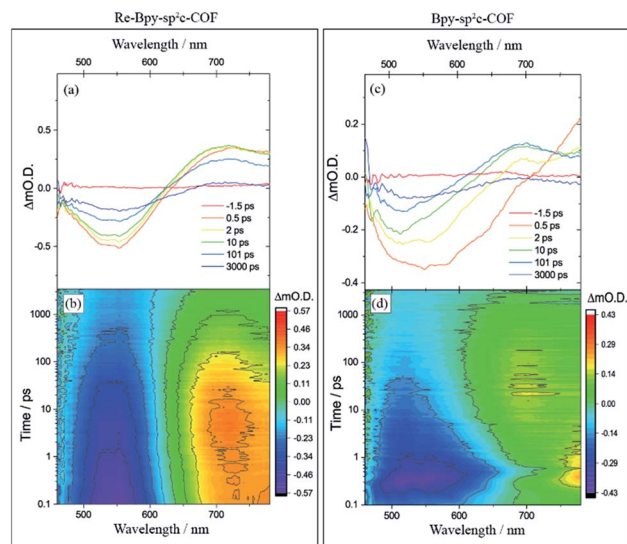 Re-Bpy-sp²c-COF
Bpy-sp²c-COF
Wavelength / nm
500 600 700
(a)
ΔmO.D.
0.5
0.0
-0.5
-1.5 ps
0.5 ps
2 ps
10 ps
101 ps
3000 ps
(b)
Time / ps
1000
100
10
1
0.1
500 600 700
Wavelength / nm
ΔmO.D.
0.57
0.46
0.34
0.23
0.11
0.00
-0.11
-0.23
-0.34
-0.46
-0.57
Wavelength / nm
500 600 700
(c)
ΔmO.D.
0.2
0.0
-0.2
-0.4
-1.5 ps
0.5 ps
2 ps
10 ps
101 ps
3000 ps
(d)
Time / ps
1000
100
10
1
0.1
500 600 700
Wavelength / nm
ΔmO.D.
0.43
0.29
0.14
0.00
-0.14
-0.29
-0.43